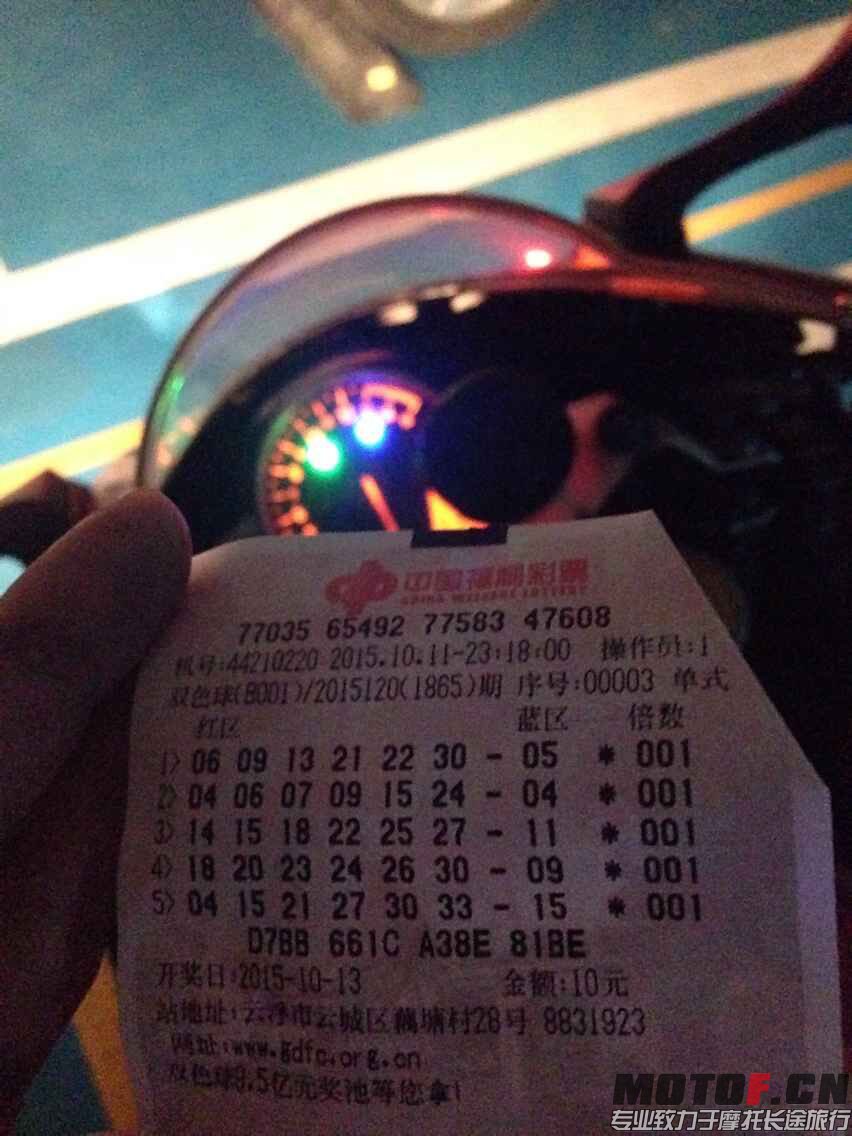 中国福利彩票
CHINA WELFARE LOTTERY
77035 65492 77583 47608
机号:44210220 2015.10.11-23:18:00 操作员:1
双色球(B001)/2015120(1865)期 序号:00003 单式
红区 蓝区 倍数
1> 06 09 13 21 22 30 - 05 * 001
2> 04 06 07 09 15 24 - 04 * 001
3> 14 15 18 22 25 27 - 11 * 001
4> 18 20 23 24 26 30 - 09 * 001
5> 04 15 21 27 30 33 - 15 * 001
D7BB 661C A38E 81BE
开奖日:2015-10-13 金额:10元
站地址:云浮市云城区藕塘村28号 8831923
网址:www.gdfc.org.cn
双色球9.5亿元奖池等您拿!
MOTOF.CN
专业致力于摩托长途旅行